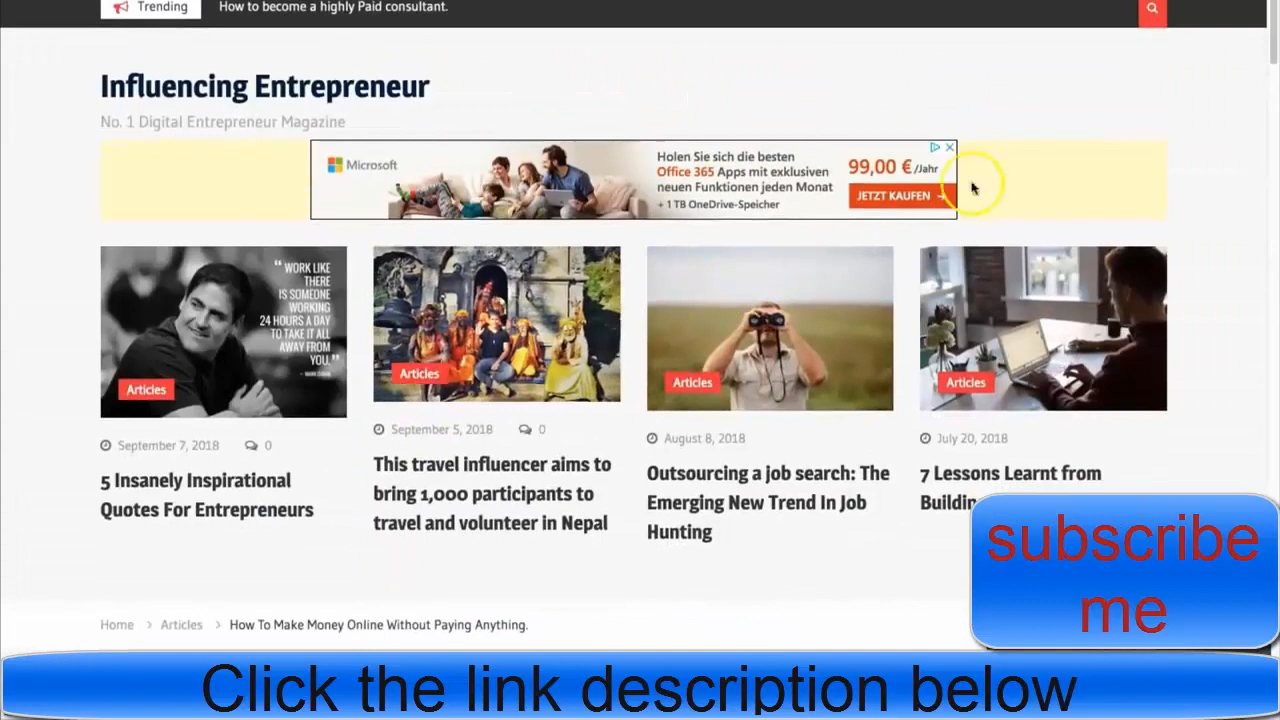 Trending
How to become a highly Paid consultant.
Influencing Entrepreneur
No. 1 Digital Entrepreneur Magazine
Microsoft
Holen Sie sich die besten
Office 365 Apps mit exklusiven
neuen Funktionen jeden Monat
+ 1 TB OneDrive-Speicher
99,00 € /Jahr
JETZT KAUFEN →
“ WORK LIKE
THERE
IS SOMEONE
WORKING
24 HOURS A DAY
TO TAKE IT ALL
AWAY FROM
YOU.”
Articles
September 7, 2018
0
5 Insanely Inspirational
Quotes For Entrepreneurs
Articles
September 5, 2018
0
This travel influencer aims to
bring 1,000 participants to
travel and volunteer in Nepal
Articles
August 8, 2018
Outsourcing a job search: The
Emerging New Trend In Job
Hunting
Articles
July 20, 2018
7 Lessons Learnt from
subscribe
me
Home > Articles > How To Make Money Online Without Paying Anything.
Click the link description below